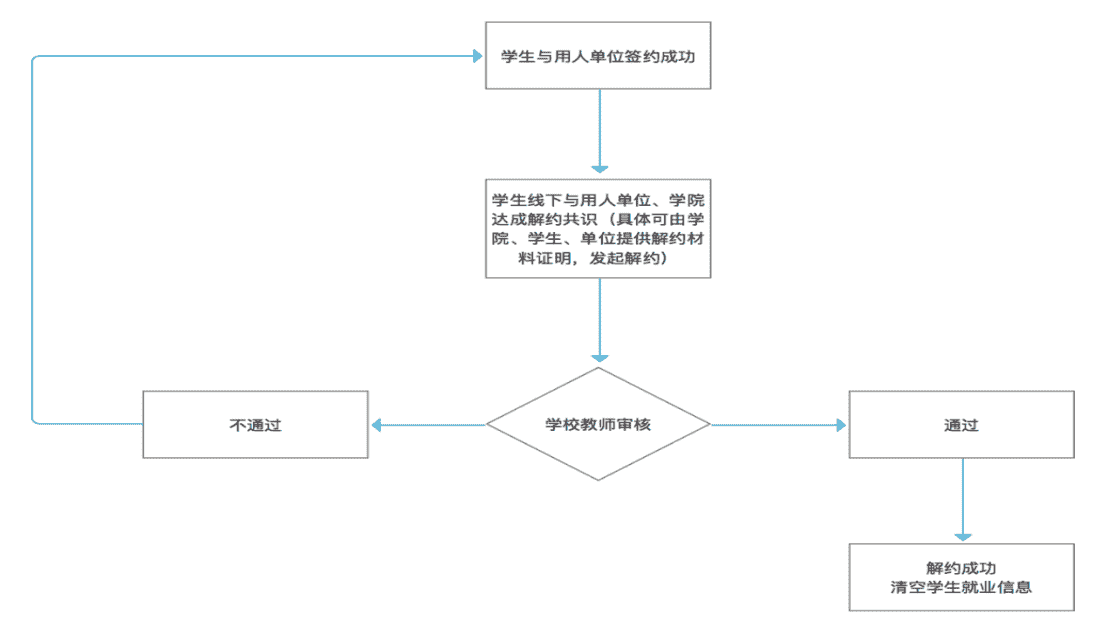 学生与用人单位签约成功
学生线下与用人单位、学院
达成解约共识（具体可由学
院、学生、单位提供解约材
料证明，发起解约）
不通过
学校教师审核
通过
解约成功
清空学生就业信息